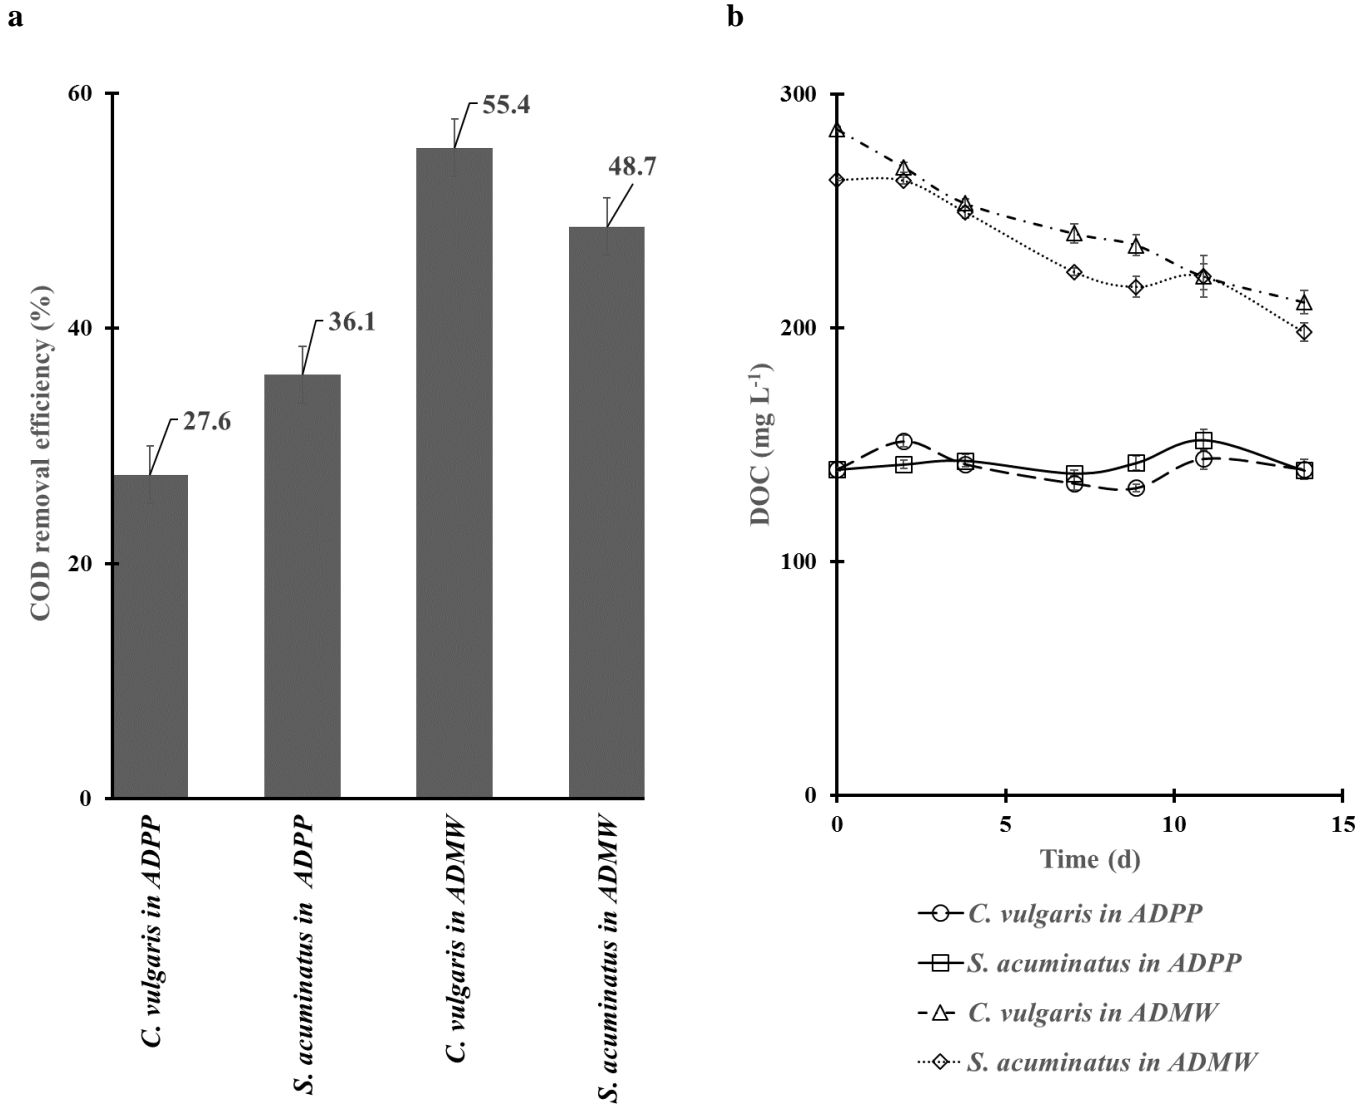 a
COD removal efficiency (%)
60
40
20
0
27.6
36.1
55.4
48.7
C. vulgaris in ADPP
S. acuminatus in ADPP
C. vulgaris in ADMW
S. acuminatus in ADMW
b
DOC (mg L-1)
300
200
100
0
0 5 10 15
Time (d)
C. vulgaris in ADPP
S. acuminatus in ADPP
C. vulgaris in ADMW
S. acuminatus in ADMW